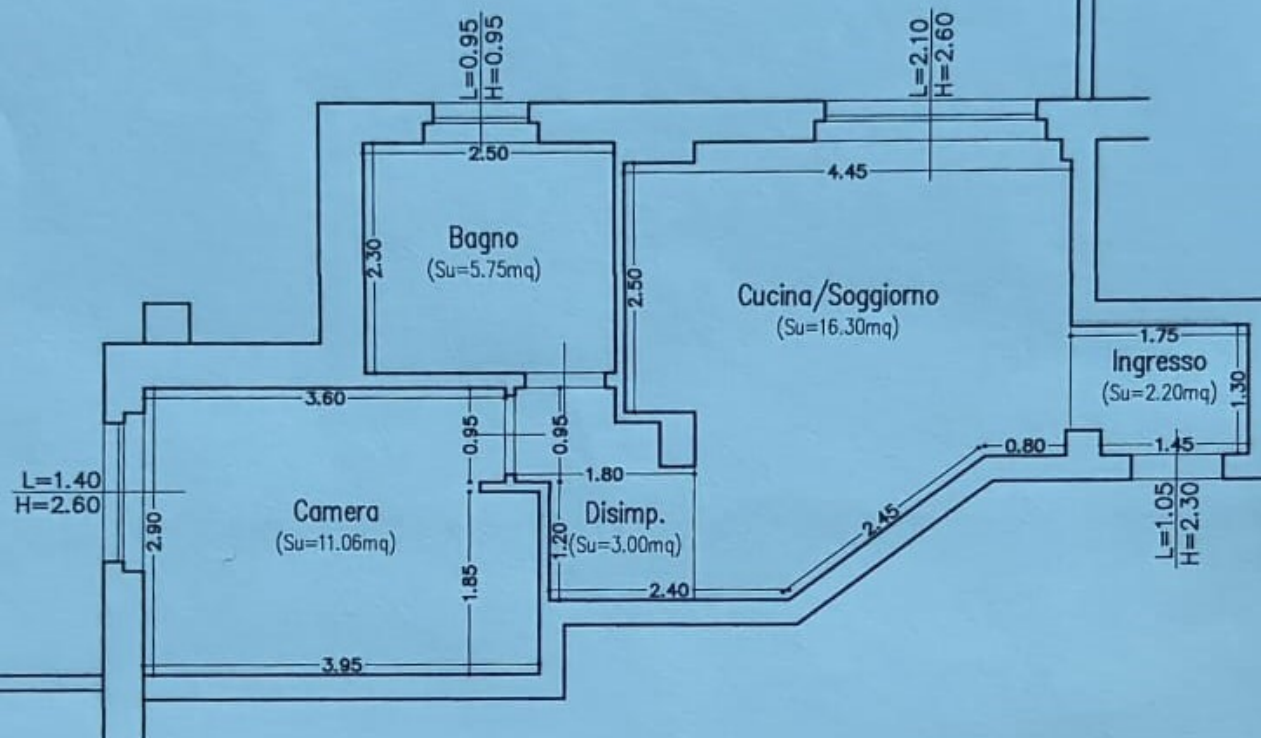 L=0.95
H=0.95
L=2.10
H=2.60
2.50
4.45
Bagno
(Su=5.75mq)
2.30
2.50
Cucina/Soggiorno
(Su=16.30mq)
1.75
Ingresso
(Su=2.20mq)
1.30
3.60
0.95
0.95
0.80
1.45
1.80
L=1.40
H=2.60
Camera
(Su=11.06mq)
2.90
Disimp.
(Su=3.00mq)
1.20
2.45
L=1.05
H=2.30
1.85
2.40
3.95